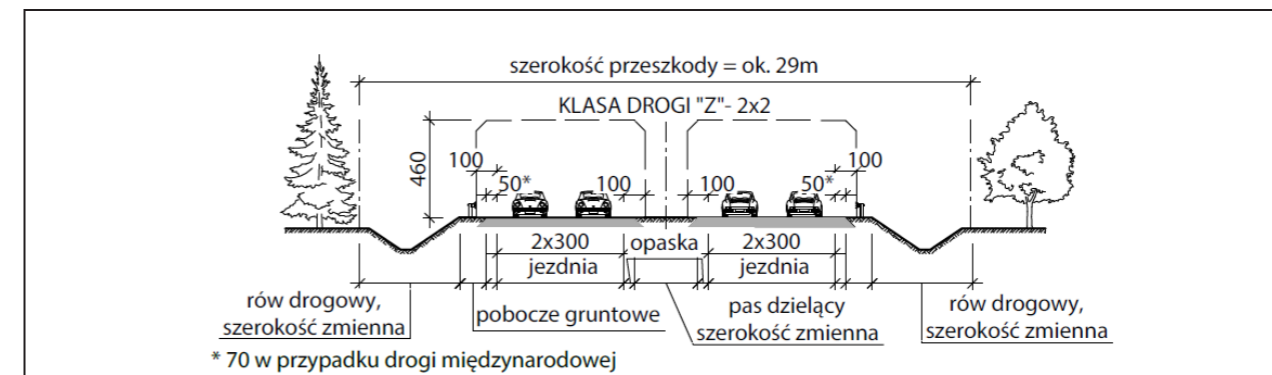 szerokość przeszkody = ok. 29m
KLASA DROGI "Z"- 2x2
460
100
50*
100
100
50*
100
2x300
jezdnia
opaska
2x300
jezdnia
rów drogowy,
szerokość zmienna
pobocze gruntowe
pas dzielący
szerokość zmienna
rów drogowy,
szerokość zmienna
* 70 w przypadku drogi międzynarodowej